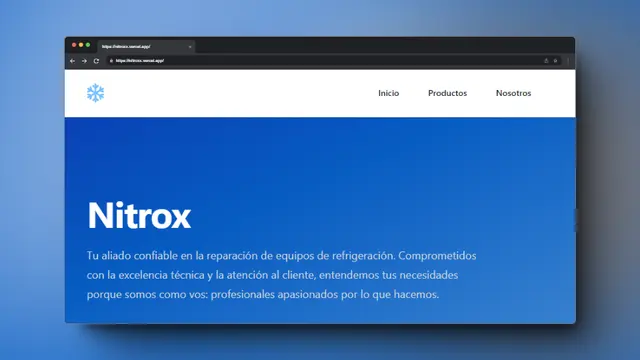 https://nitroxs.vercel.app/
https://nitroxs.vercel.app/
Inicio Productos Nosotros
Nitrox
Tu aliado confiable en la reparación de equipos de refrigeración. Comprometidos
con la excelencia técnica y la atención al cliente, entendemos tus necesidades
porque somos como vos: profesionales apasionados por lo que hacemos.